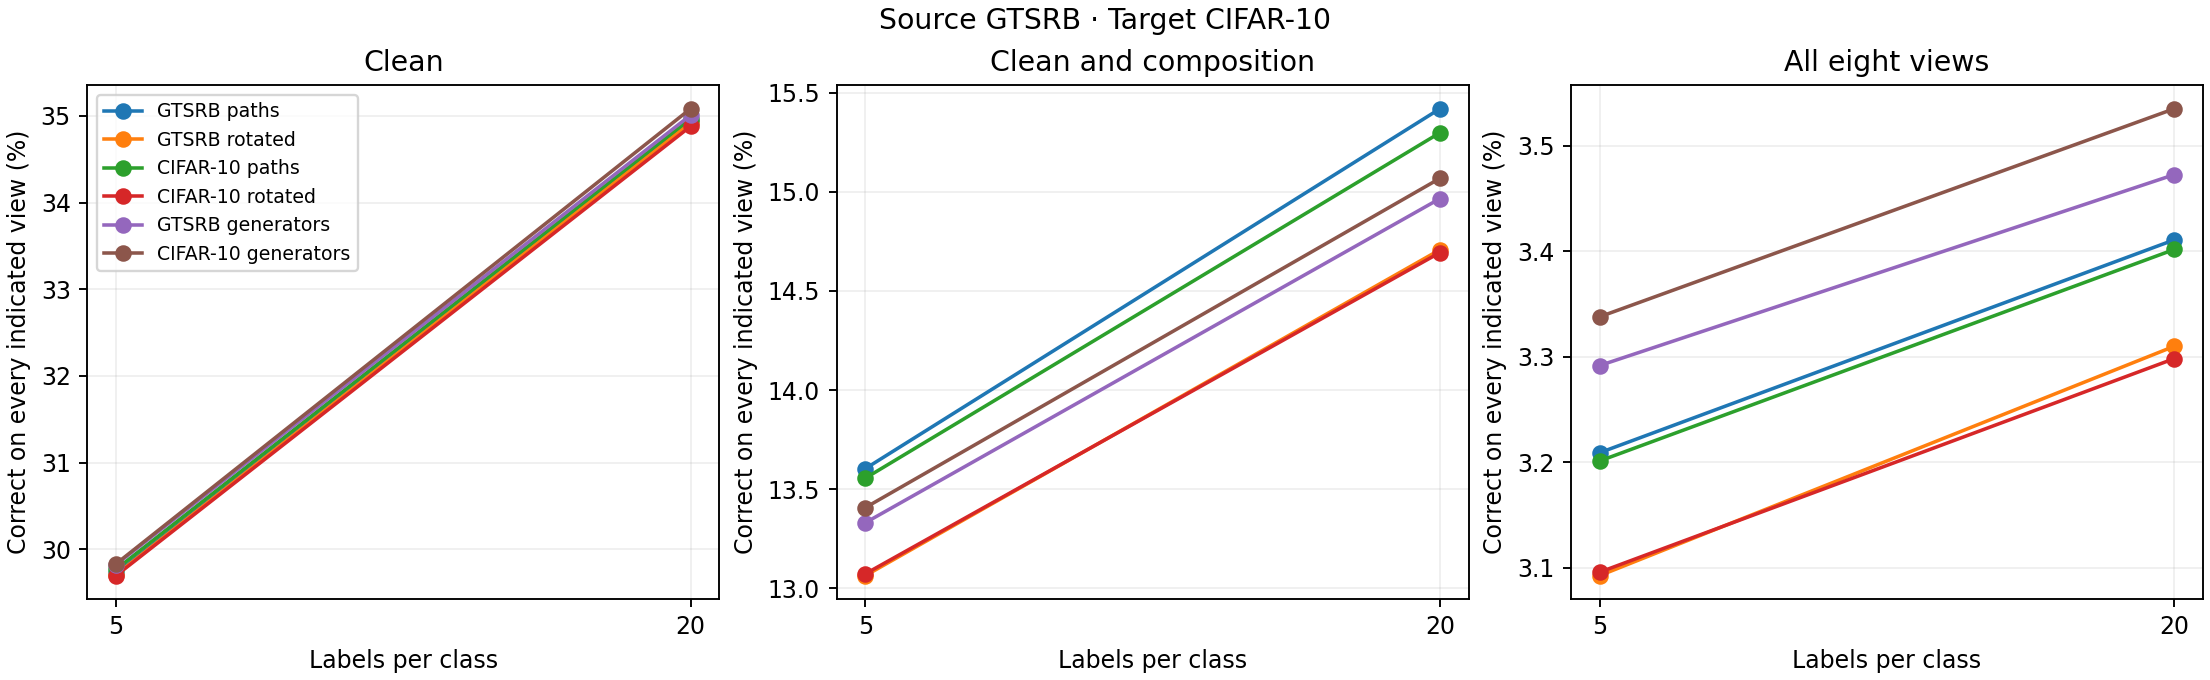 Source GTSRB · Target CIFAR-10
Clean
Correct on every indicated view (%)
35
34
33
32
31
30
GTSRB paths
GTSRB rotated
CIFAR-10 paths
CIFAR-10 rotated
GTSRB generators
CIFAR-10 generators
5
20
Labels per class
Clean and composition
Correct on every indicated view (%)
15.5
15.0
14.5
14.0
13.5
13.0
5
20
Labels per class
All eight views
Correct on every indicated view (%)
3.5
3.4
3.3
3.2
3.1
5
20
Labels per class